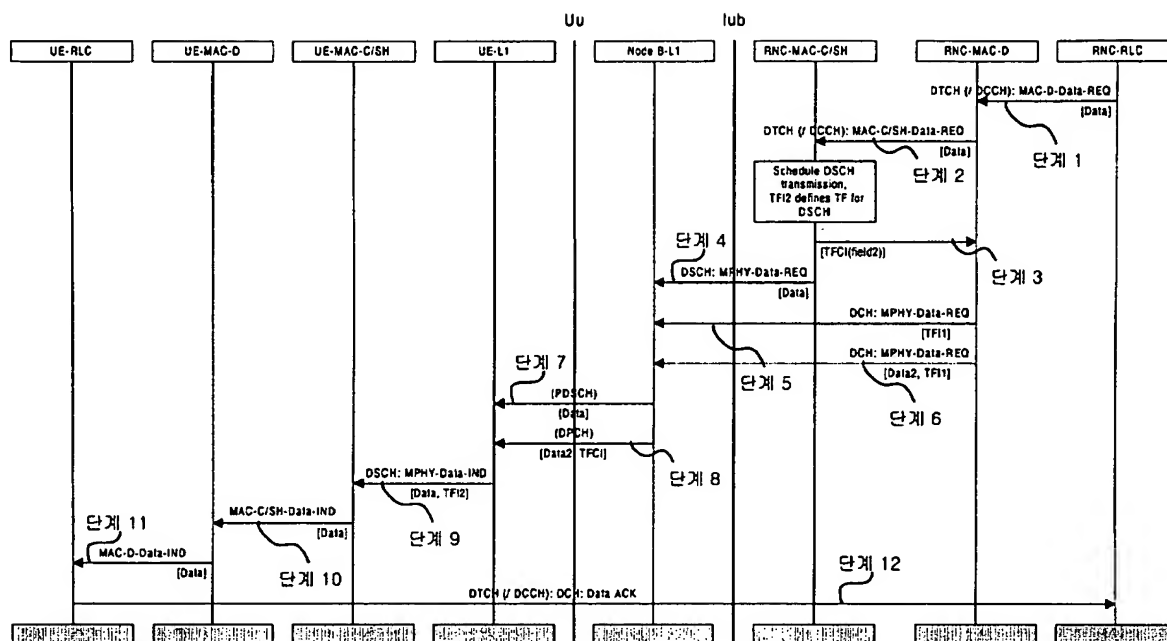 Uu
Iub
UE-RLC
UE-MAC-D
UE-MAC-C/SH
UE-L1
Node B-L1
RNC-MAC-C/SH
RNC-MAC-D
RNC-RLC
DTCH (/ DCCH): MAC-D-Data-REQ
[Data]
단계 1
DTCH (/ DCCH): MAC-C/SH-Data-REQ
[Data]
단계 2
Schedule DSCH
transmission,
TFI2 defines TF for
DSCH
[TFCI(field2)]
단계 3
단계 4
DSCH: MPHY-Data-REQ
[Data]
DCH: MPHY-Data-REQ
[TFI1]
단계 5
DCH: MPHY-Data-REQ
[Data2, TFI1]
단계 6
단계 7
(PDSCH)
[Data]
(DPCH)
[Data2, TFCI]
단계 8
DSCH: MPHY-Data-IND
[Data, TFI2]
단계 9
MAC-C/SH-Data-IND
[Data]
단계 10
단계 11
MAC-D-Data-IND
[Data]
단계 12
DTCH (/ DCCH): DCH: Data ACK